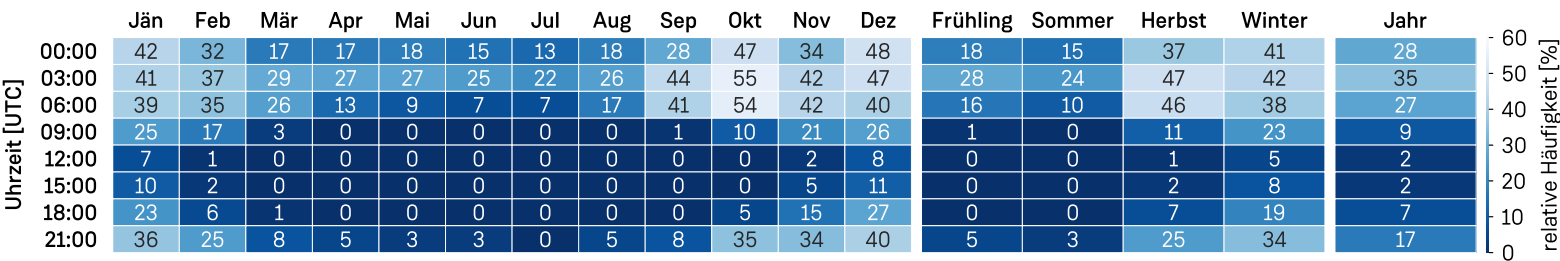 Jän Feb Mär Apr Mai Jun Jul Aug Sep Okt Nov Dez Frühling Sommer Herbst Winter Jahr
00:00 42 32 17 17 18 15 13 18 28 47 34 48 18 15 37 41 28
03:00 41 37 29 27 27 25 22 26 44 55 42 47 28 24 47 42 35
06:00 39 35 26 13 9 7 7 17 41 54 42 40 16 10 46 38 27
09:00 25 17 3 0 0 0 0 0 1 10 21 26 1 0 11 23 9
12:00 7 1 0 0 0 0 0 0 0 0 2 8 0 0 1 5 2
15:00 10 2 0 0 0 0 0 0 0 0 5 11 0 0 2 8 2
18:00 23 6 1 0 0 0 0 0 0 5 15 27 0 0 7 19 7
21:00 36 25 8 5 3 3 0 5 8 35 34 40 5 3 25 34 17
Uhrzeit [UTC]
60
50
40
30
20
10
0
relative Häufigkeit [%]